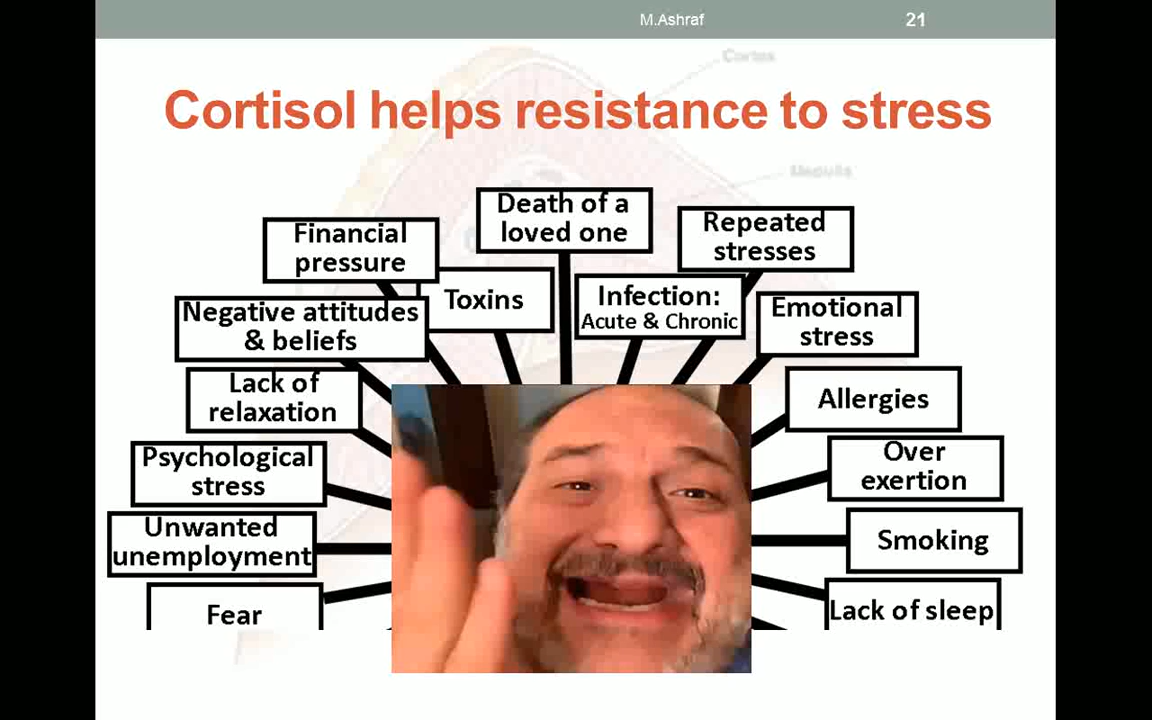 M.Ashraf
21
Cortex
Cortisol helps resistance to stress
Medulla
Death of a
loved one
Repeated
stresses
Financial
pressure
Toxins
Infection:
Acute & Chronic
Emotional
stress
Negative attitudes
& beliefs
Lack of
relaxation
Allergies
Psychological
stress
Over
exertion
Unwanted
unemployment
Smoking
Fear
Lack of sleep